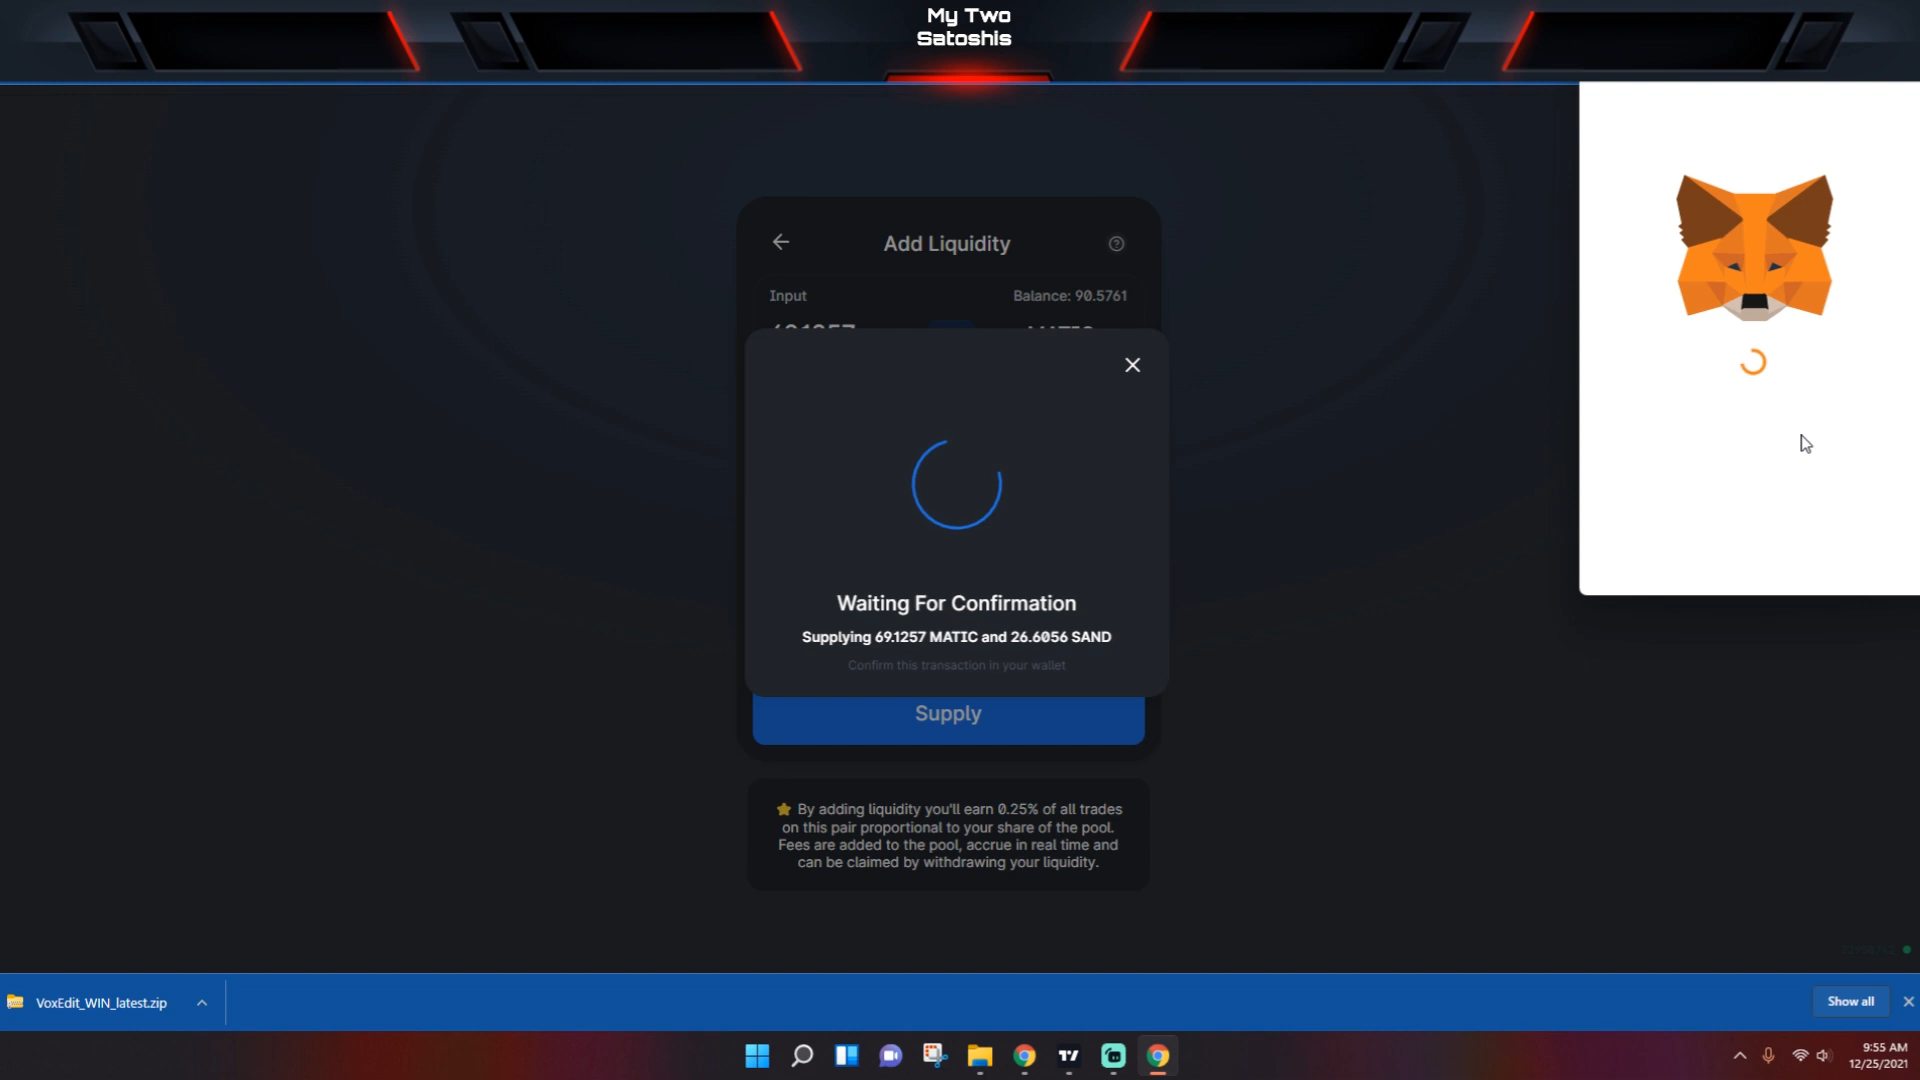 My Two
Satoshis
Add Liquidity
Input
Balance: 90.5761
69.1257
MATIC
Waiting For Confirmation
Supplying 69.1257 MATIC and 26.6056 SAND
Confirm this transaction in your wallet
Supply
By adding liquidity you'll earn 0.25% of all trades
on this pair proportional to your share of the pool.
Fees are added to the pool, accrue in real time and
can be claimed by withdrawing your liquidity.
VoxEdit_WIN_latest.zip
Show all
9:55 AM
12/25/2021